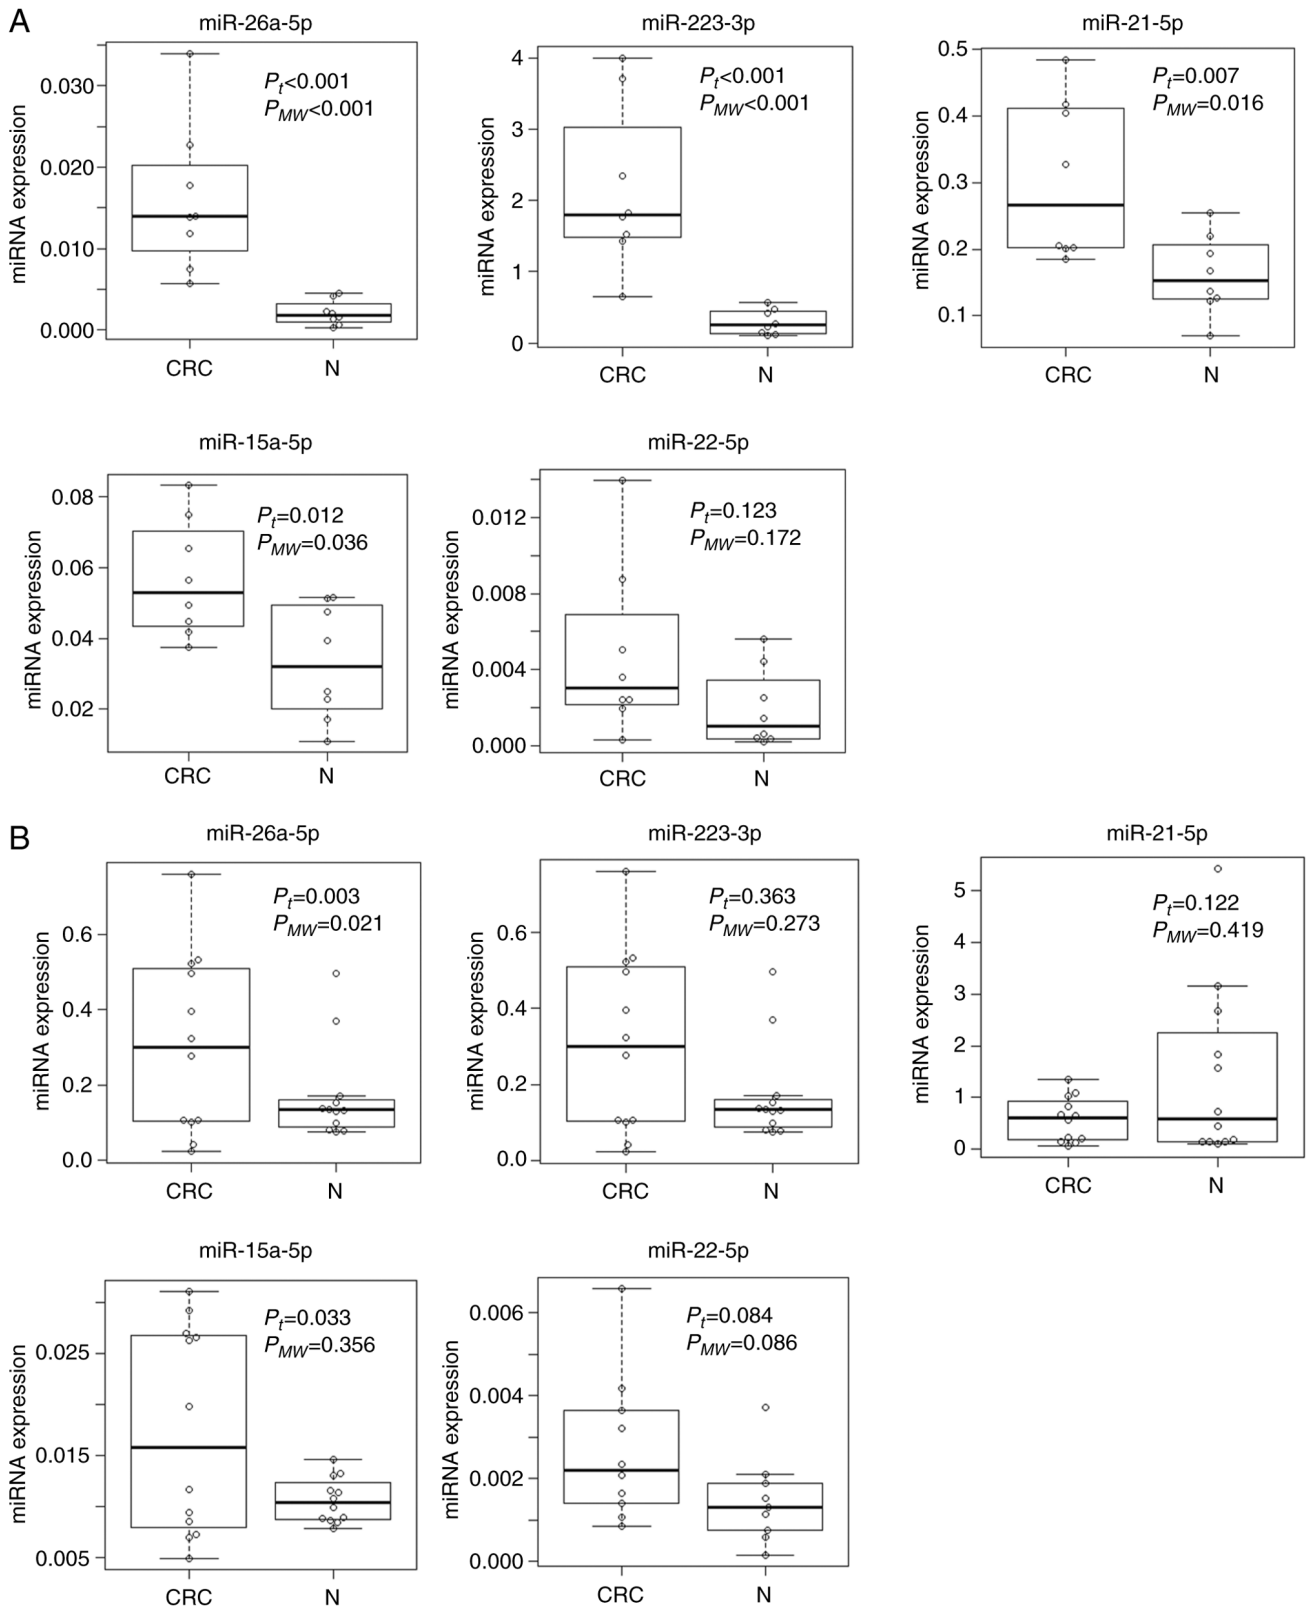 A
miR-26a-5p
miR-223-3p
miR-21-5p
miRNA expression
0.030
0.020
0.010
0.000
Pt<0.001
PMW<0.001
CRC
N
miRNA expression
4
3
2
1
0
Pt<0.001
PMW<0.001
CRC
N
miRNA expression
0.5
0.4
0.3
0.2
0.1
Pt=0.007
PMW=0.016
CRC
N
miR-15a-5p
miR-22-5p
miRNA expression
0.08
0.06
0.04
0.02
Pt=0.012
PMW=0.036
CRC
N
miRNA expression
0.012
0.008
0.004
0.000
Pt=0.123
PMW=0.172
CRC
N
B
miR-26a-5p
miR-223-3p
miR-21-5p
miRNA expression
0.6
0.4
0.2
0.0
Pt=0.003
PMW=0.021
CRC
N
miRNA expression
0.6
0.4
0.2
0.0
Pt=0.363
PMW=0.273
CRC
N
miRNA expression
5
4
3
2
1
0
Pt=0.122
PMW=0.419
CRC
N
miR-15a-5p
miR-22-5p
miRNA expression
0.025
0.015
0.005
Pt=0.033
PMW=0.356
CRC
N
miRNA expression
0.006
0.004
0.002
0.000
Pt=0.084
PMW=0.086
CRC
N